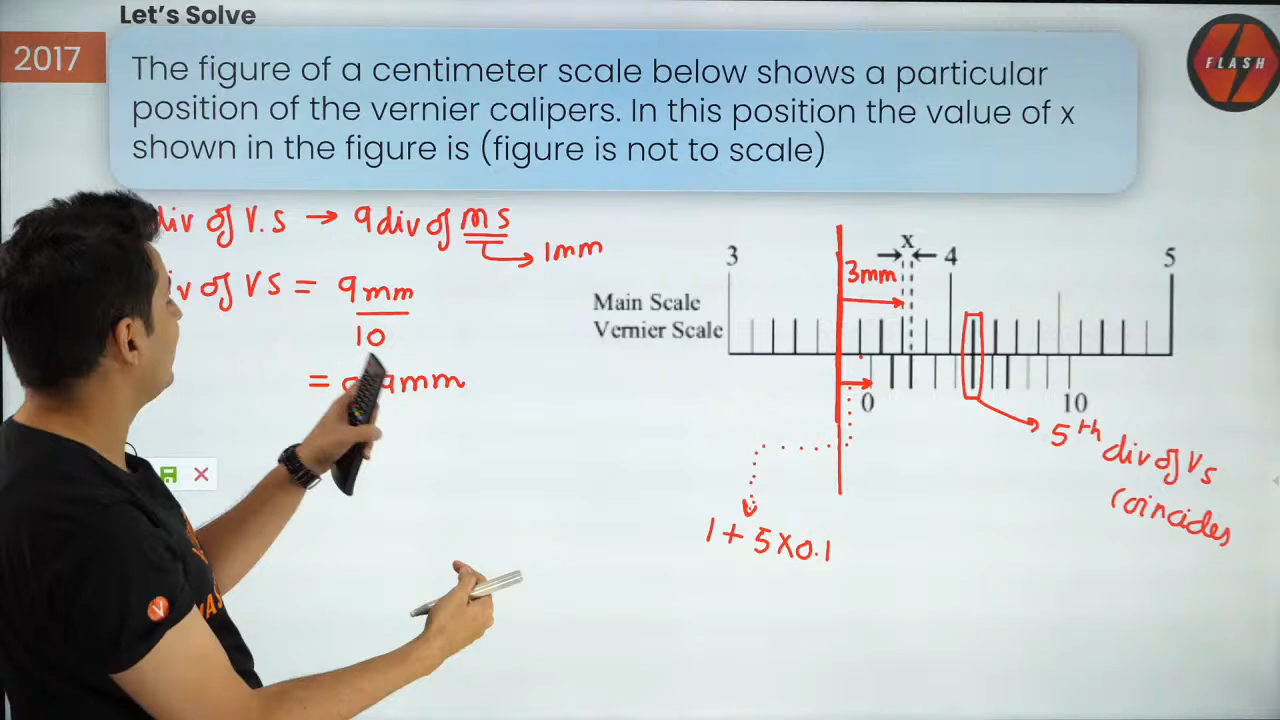 Let's Solve
2017
The figure of a centimeter scale below shows a particular
position of the vernier calipers. In this position the value of x
shown in the figure is (figure is not to scale)
FLASH
div of V.S → 9div of MS
1mm
div of VS = 9mm
10
= 9mm
x
3
4
5
3mm
Main Scale
Vernier Scale
0
10
5th div of VS
coincides
1 + 5×0.1
V